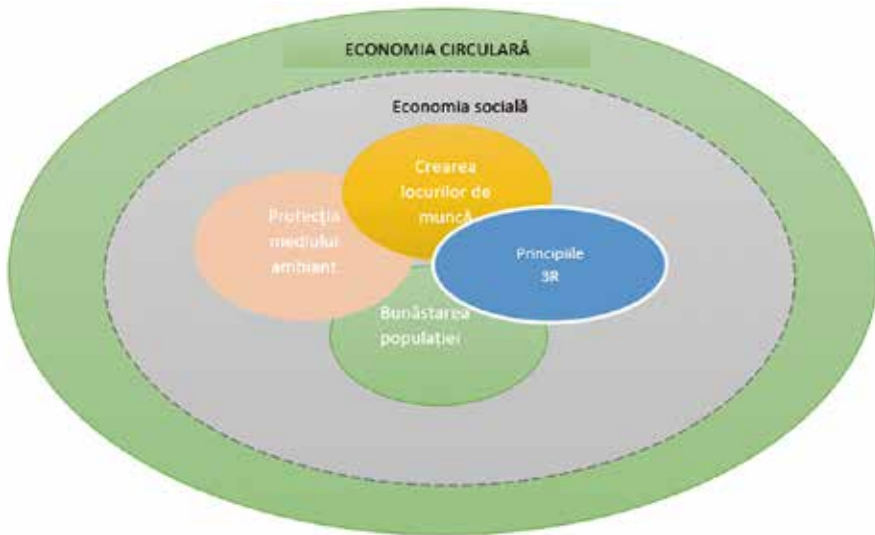 ECONOMIA CIRCULARĂ
Economia socială
Crearea
locurilor de
muncă
Protecția
mediului
ambiant
Principiile
3R
Bunăstarea
populației